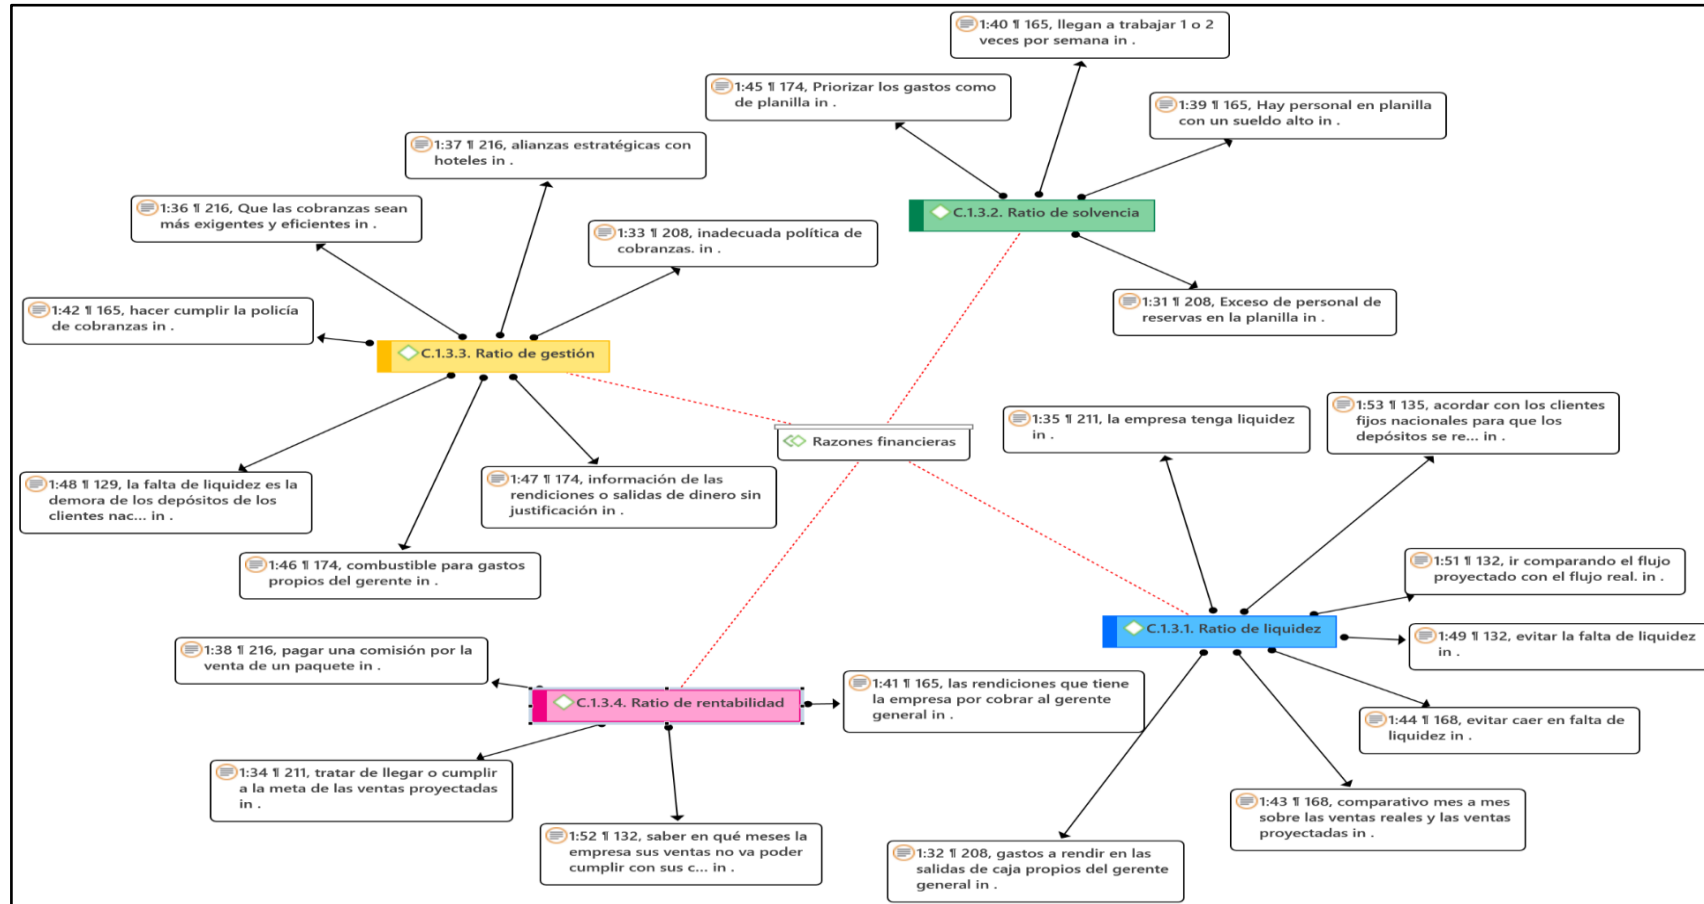 1:40 ¶ 165, llegan a trabajar 1 o 2
veces por semana in .
1:45 ¶ 174, Priorizar los gastos como
de planilla in .
1:39 ¶ 165, Hay personal en planilla
con un sueldo alto in .
1:37 ¶ 216, alianzas estratégicas con
hoteles in .
1:36 ¶ 216, Que las cobranzas sean
más exigentes y eficientes in .
C.1.3.2. Ratio de solvencia
1:33 ¶ 208, inadecuada política de
cobranzas. in .
1:42 ¶ 165, hacer cumplir la policía
de cobranzas in .
1:31 ¶ 208, Exceso de personal de
reservas en la planilla in .
C.1.3.3. Ratio de gestión
1:35 ¶ 211, la empresa tenga liquidez
in .
1:53 ¶ 135, acordar con los clientes
fijos nacionales para que los
depósitos se re... in .
Razones financieras
1:48 ¶ 129, la falta de liquidez es la
demora de los depósitos de los
clientes nac... in .
1:47 ¶ 174, información de las
rendiciones o salidas de dinero sin
justificación in .
1:46 ¶ 174, combustible para gastos
propios del gerente in .
1:51 ¶ 132, ir comparando el flujo
proyectado con el flujo real. in .
C.1.3.1. Ratio de liquidez
1:49 ¶ 132, evitar la falta de liquidez
in .
1:38 ¶ 216, pagar una comisión por la
venta de un paquete in .
C.1.3.4. Ratio de rentabilidad
1:41 ¶ 165, las rendiciones que tiene
la empresa por cobrar al gerente
general in .
1:44 ¶ 168, evitar caer en falta de
liquidez in .
1:34 ¶ 211, tratar de llegar o cumplir
a la meta de las ventas proyectadas
in .
1:43 ¶ 168, comparativo mes a mes
sobre las ventas reales y las ventas
proyectadas in .
1:52 ¶ 132, saber en qué meses la
empresa sus ventas no va poder
cumplir con sus c... in .
1:32 ¶ 208, gastos a rendir en las
salidas de caja propios del gerente
general in .